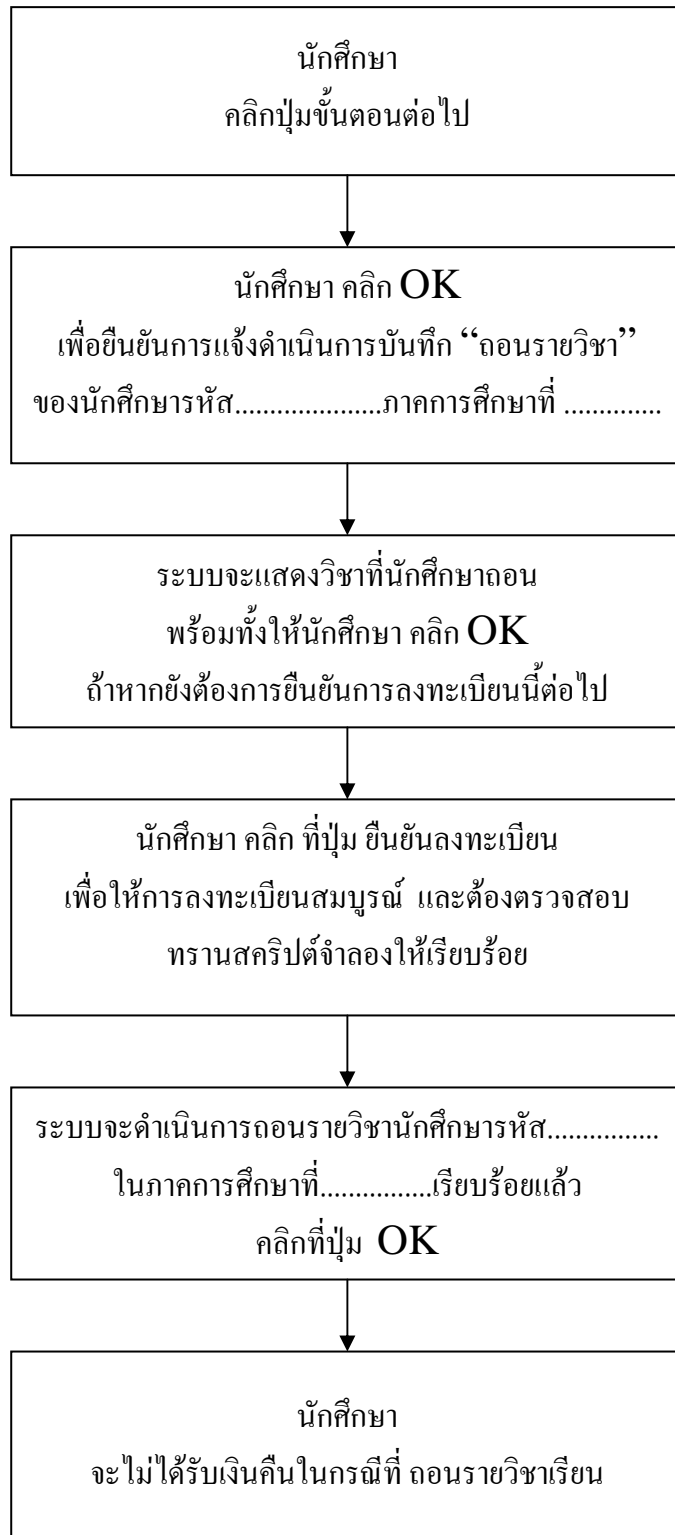 นักศึกษา
คลิกปุ่มขั้นตอนต่อไป
นักศึกษา คลิก OK
เพื่อยืนยันการแจ้งดำเนินการบันทึก “ถอนรายวิชา”
ของนักศึกษารหัส.....................ภาคการศึกษาที่ ..............
ระบบจะแสดงวิชาที่นักศึกษาถอน
พร้อมทั้งให้นักศึกษา คลิก OK
ถ้าหากยังต้องการยืนยันการลงทะเบียนนี้ต่อไป
นักศึกษา คลิก ที่ปุ่ม ยืนยันลงทะเบียน
เพื่อให้การลงทะเบียนสมบูรณ์ และต้องตรวจสอบ
ทรานสคริปต์จำลองให้เรียบร้อย
ระบบจะดำเนินการถอนรายวิชานักศึกษารหัส................
ในภาคการศึกษาที่................เรียบร้อยแล้ว
คลิกที่ปุ่ม OK
นักศึกษา
จะไม่ได้รับเงินคืนในกรณีที่ ถอนรายวิชาเรียน